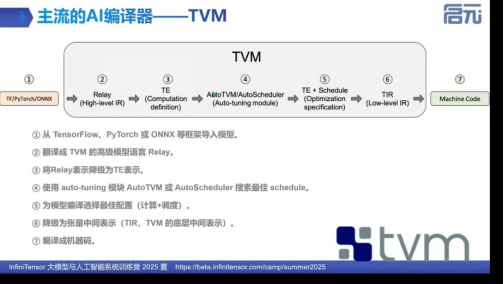 主流的AI编译器——TVM
启元
TVM
① ② ③ ④ ⑤ ⑥ ⑦
TF/PyTorch/ONNX
Relay
(High-level IR)
TE
(Computation
definition)
AutoTVM/AutoScheduler
(Auto-tuning module)
TE + Schedule
(Optimization
specification)
TIR
(Low-level IR)
Machine Code
① 从 TensorFlow、PyTorch 或 ONNX 等框架导入模型。
② 翻译成 TVM 的高级模型语言 Relay。
③ 将Relay表示降级为TE表示。
④ 使用 auto-tuning 模块 AutoTVM 或 AutoScheduler 搜索最佳 schedule。
⑤ 为模型编译选择最佳配置（计算+调度）。
⑥ 降级为张量中间表示（TIR，TVM 的底层中间表示）。
⑦ 编译成机器码。
tvm
InfiniTensor 大模型与人工智能系统训练营 2025 夏 https://beta.infinitensor.com/camp/summer2025